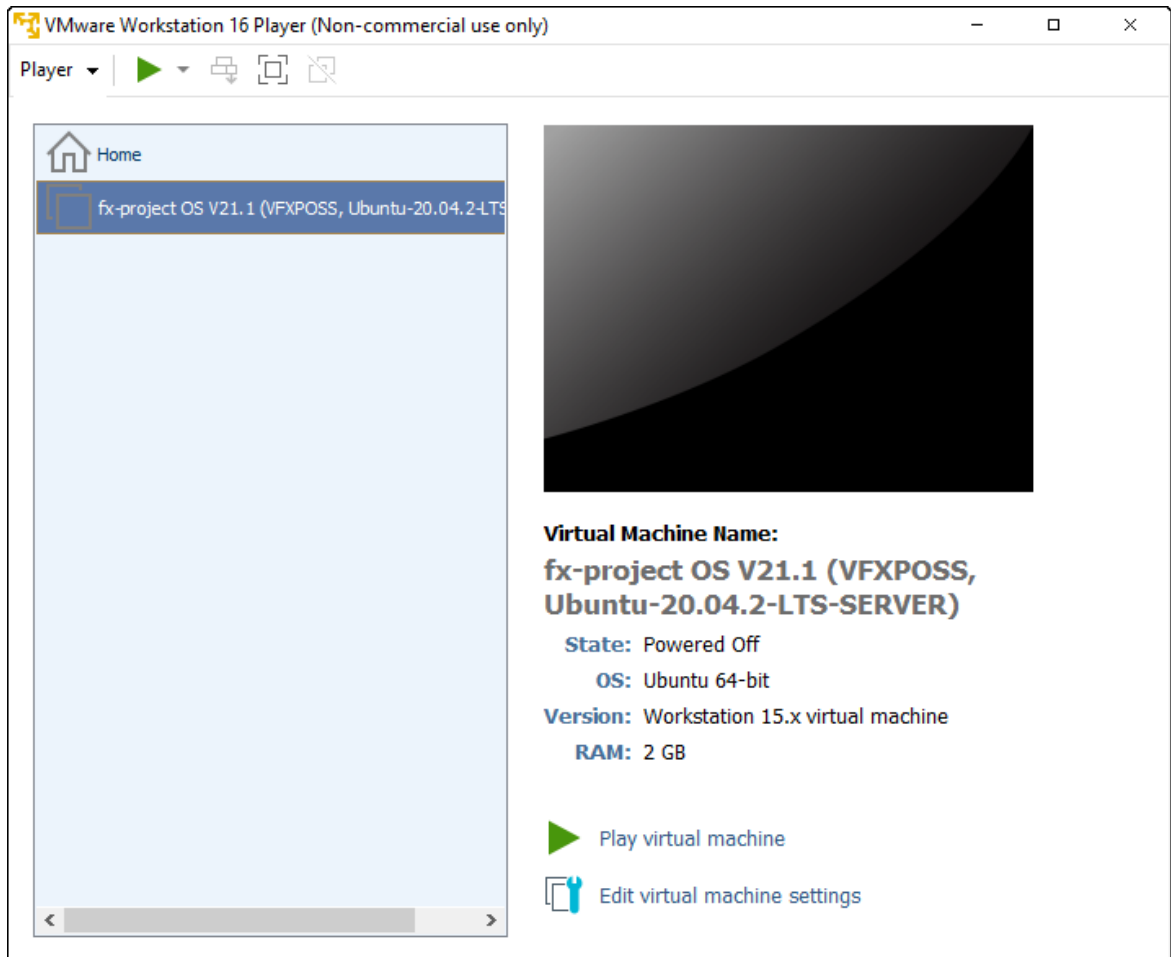 VMware Workstation 16 Player (Non-commercial use only)
Player
Home
fx-project OS V21.1 (VFXPOSS, Ubuntu-20.04.2-LTS
Virtual Machine Name:
fx-project OS V21.1 (VFXPOSS,
Ubuntu-20.04.2-LTS-SERVER)
State: Powered Off
OS: Ubuntu 64-bit
Version: Workstation 15.x virtual machine
RAM: 2 GB
Play virtual machine
Edit virtual machine settings